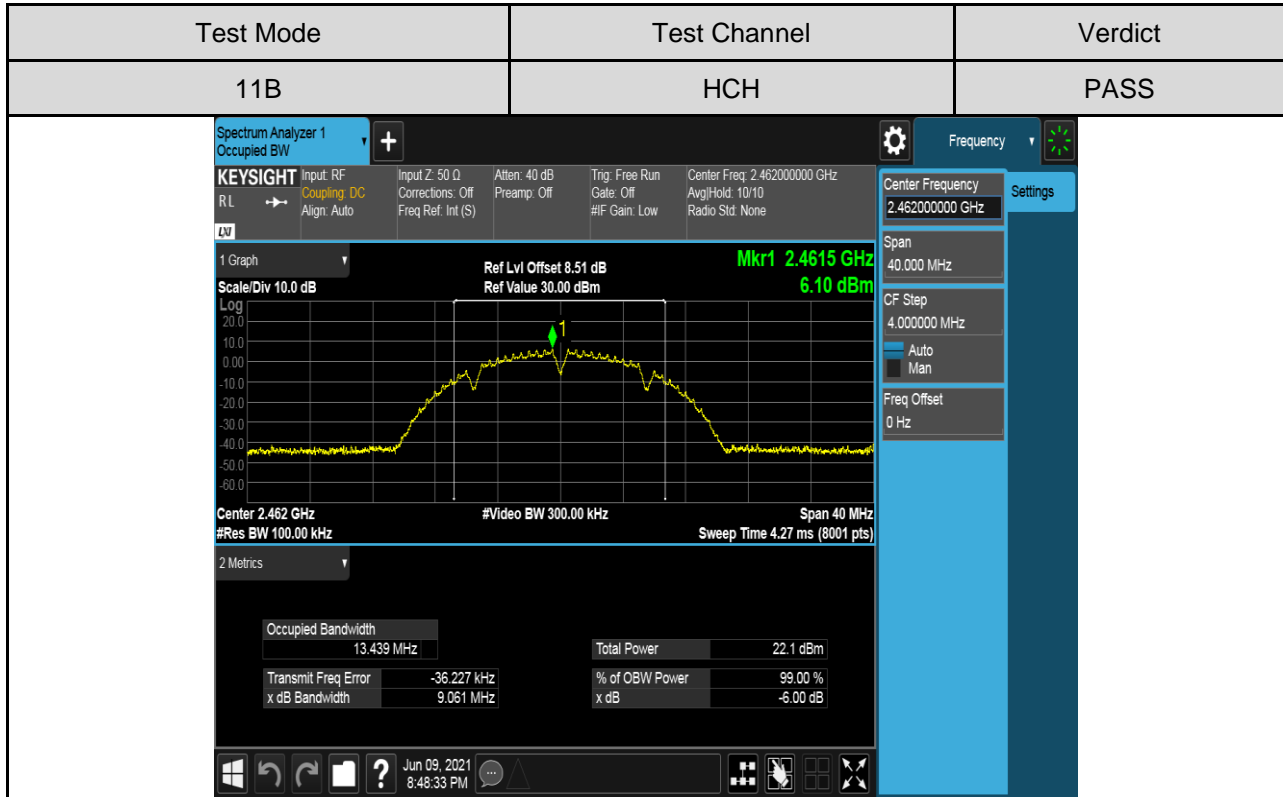 Test Mode Test Channel Verdict
11B HCH PASS
Spectrum Analyzer 1
Occupied BW
+
Frequency
KEYSIGHT
RL
LXI
Input: RF
Coupling: DC
Align: Auto
Input Z: 50 Ω
Corrections: Off
Freq Ref: Int (S)
Atten: 40 dB
Preamp: Off
Trig: Free Run
Gate: Off
#IF Gain: Low
Center Freq: 2.462000000 GHz
Avg|Hold: 10/10
Radio Std: None
Center Frequency
2.462000000 GHz
Settings
Span
40.000 MHz
CF Step
4.000000 MHz
Auto
Man
Freq Offset
0 Hz
1 Graph
Scale/Div 10.0 dB
Ref Lvl Offset 8.51 dB
Ref Value 30.00 dBm
Mkr1 2.4615 GHz
6.10 dBm
Log
20.0
10.0
0.00
-10.0
-20.0
-30.0
-40.0
-50.0
-60.0
1
Center 2.462 GHz #Video BW 300.00 kHz Span 40 MHz
#Res BW 100.00 kHz Sweep Time 4.27 ms (8001 pts)
2 Metrics
Occupied Bandwidth
13.439 MHz
Total Power 22.1 dBm
Transmit Freq Error -36.227 kHz % of OBW Power 99.00 %
x dB Bandwidth 9.061 MHz x dB -6.00 dB
?
Jun 09, 2021
8:48:33 PM